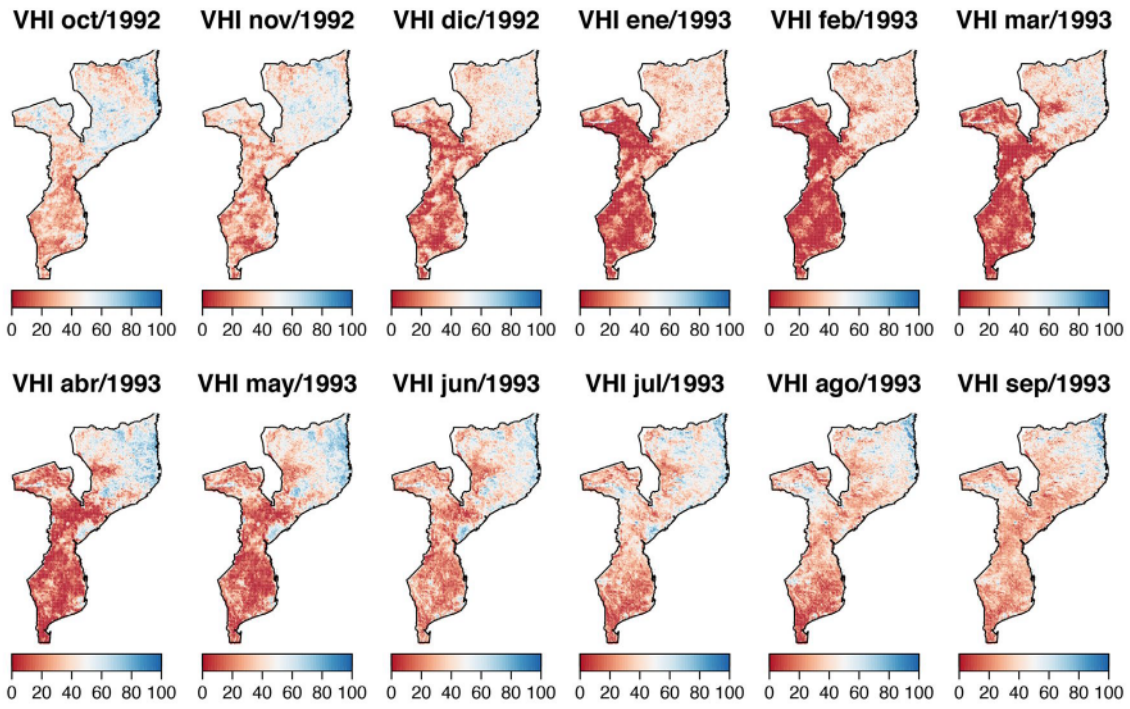 VHI oct/1992 VHI nov/1992 VHI dic/1992 VHI ene/1993 VHI feb/1993 VHI mar/1993
0 20 40 60 80 100 0 20 40 60 80 100 0 20 40 60 80 100 0 20 40 60 80 100 0 20 40 60 80 100 0 20 40 60 80 100
VHI abr/1993 VHI may/1993 VHI jun/1993 VHI jul/1993 VHI ago/1993 VHI sep/1993
0 20 40 60 80 100 0 20 40 60 80 100 0 20 40 60 80 100 0 20 40 60 80 100 0 20 40 60 80 100 0 20 40 60 80 100